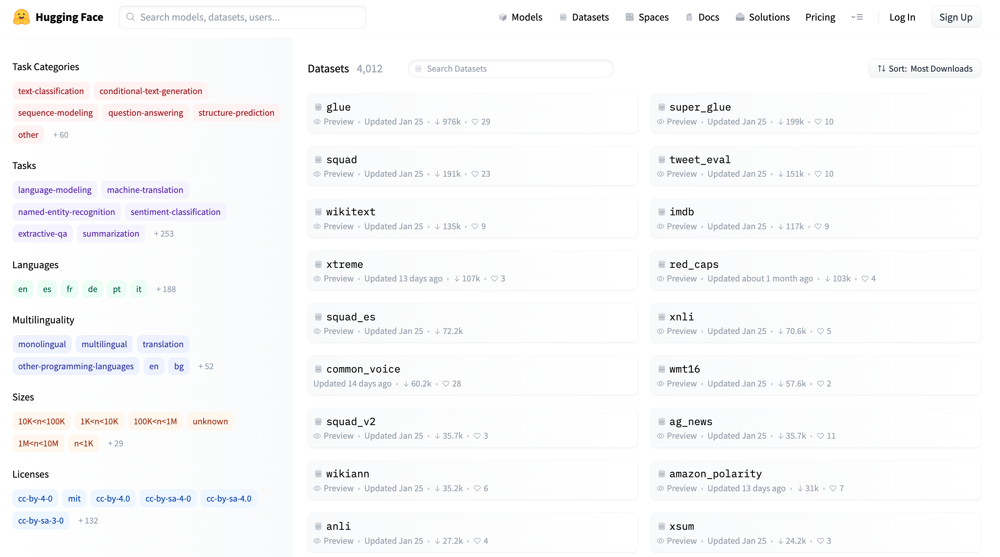 Hugging Face
Search models, datasets, users...
Models Datasets Spaces Docs Solutions Pricing Log In Sign Up
Task Categories
text-classification conditional-text-generation
sequence-modeling question-answering structure-prediction
other + 60
Tasks
language-modeling machine-translation
named-entity-recognition sentiment-classification
extractive-qa summarization + 253
Languages
en es fr de pt it + 188
Multilinguality
monolingual multilingual translation
other-programming-languages en bg + 52
Sizes
10K<n<100K 1K<n<10K 100K<n<1M unknown
1M<n<10M n<1K + 29
Licenses
cc-by-4-0 mit cc-by-4.0 cc-by-sa-4-0 cc-by-sa-4.0
cc-by-sa-3-0 + 132
Datasets 4,012
Search Datasets
Sort: Most Downloads
glue
Preview • Updated Jan 25 • ↓ 976k • ♡ 29
super_glue
Preview • Updated Jan 25 • ↓ 199k • ♡ 10
squad
Preview • Updated Jan 25 • ↓ 191k • ♡ 23
tweet_eval
Preview • Updated Jan 25 • ↓ 151k • ♡ 10
wikitext
Preview • Updated Jan 25 • ↓ 135k • ♡ 9
imdb
Preview • Updated Jan 25 • ↓ 117k • ♡ 9
xtreme
Preview • Updated 13 days ago • ↓ 107k • ♡ 3
red_caps
Preview • Updated about 1 month ago • ↓ 103k • ♡ 4
squad_es
Preview • Updated Jan 25 • ↓ 72.2k
xnli
Preview • Updated Jan 25 • ↓ 70.6k • ♡ 5
common_voice
Updated 14 days ago • ↓ 60.2k • ♡ 28
wmt16
Preview • Updated Jan 25 • ↓ 57.6k • ♡ 2
squad_v2
Preview • Updated Jan 25 • ↓ 35.7k • ♡ 3
ag_news
Preview • Updated Jan 25 • ↓ 35.7k • ♡ 11
wikiann
Preview • Updated Jan 25 • ↓ 35.2k • ♡ 6
amazon_polarity
Preview • Updated 13 days ago • ↓ 31k • ♡ 7
anli
Preview • Updated Jan 25 • ↓ 27.2k • ♡ 4
xsum
Preview • Updated Jan 25 • ↓ 24.2k • ♡ 3